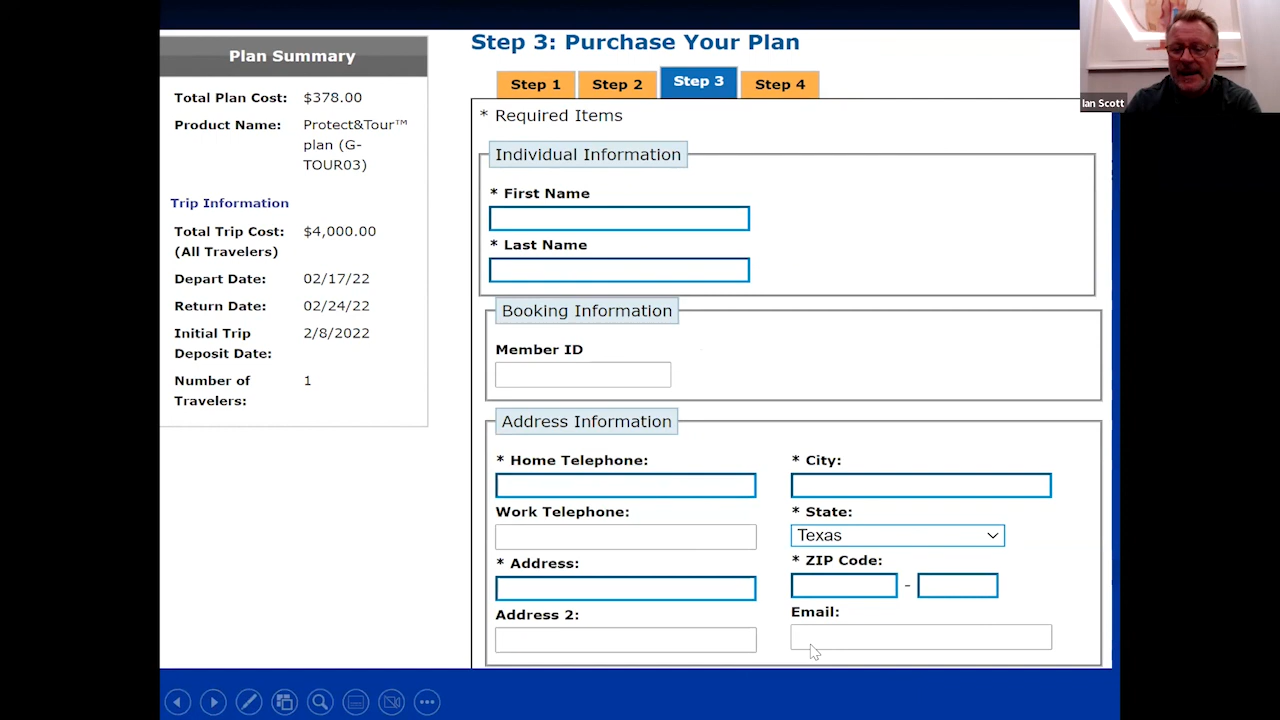 Plan Summary
Total Plan Cost: $378.00
Product Name: Protect&Tour™
plan (G-
TOUR03)
Trip Information
Total Trip Cost: $4,000.00
(All Travelers)
Depart Date: 02/17/22
Return Date: 02/24/22
Initial Trip 2/8/2022
Deposit Date:
Number of 1
Travelers:
Step 3: Purchase Your Plan
Step 1 Step 2 Step 3 Step 4
* Required Items
Individual Information
* First Name
* Last Name
Booking Information
Member ID
Address Information
* Home Telephone: * City:
Work Telephone: * State:
Texas
* Address: * ZIP Code:
-
Address 2: Email:
Ian Scott